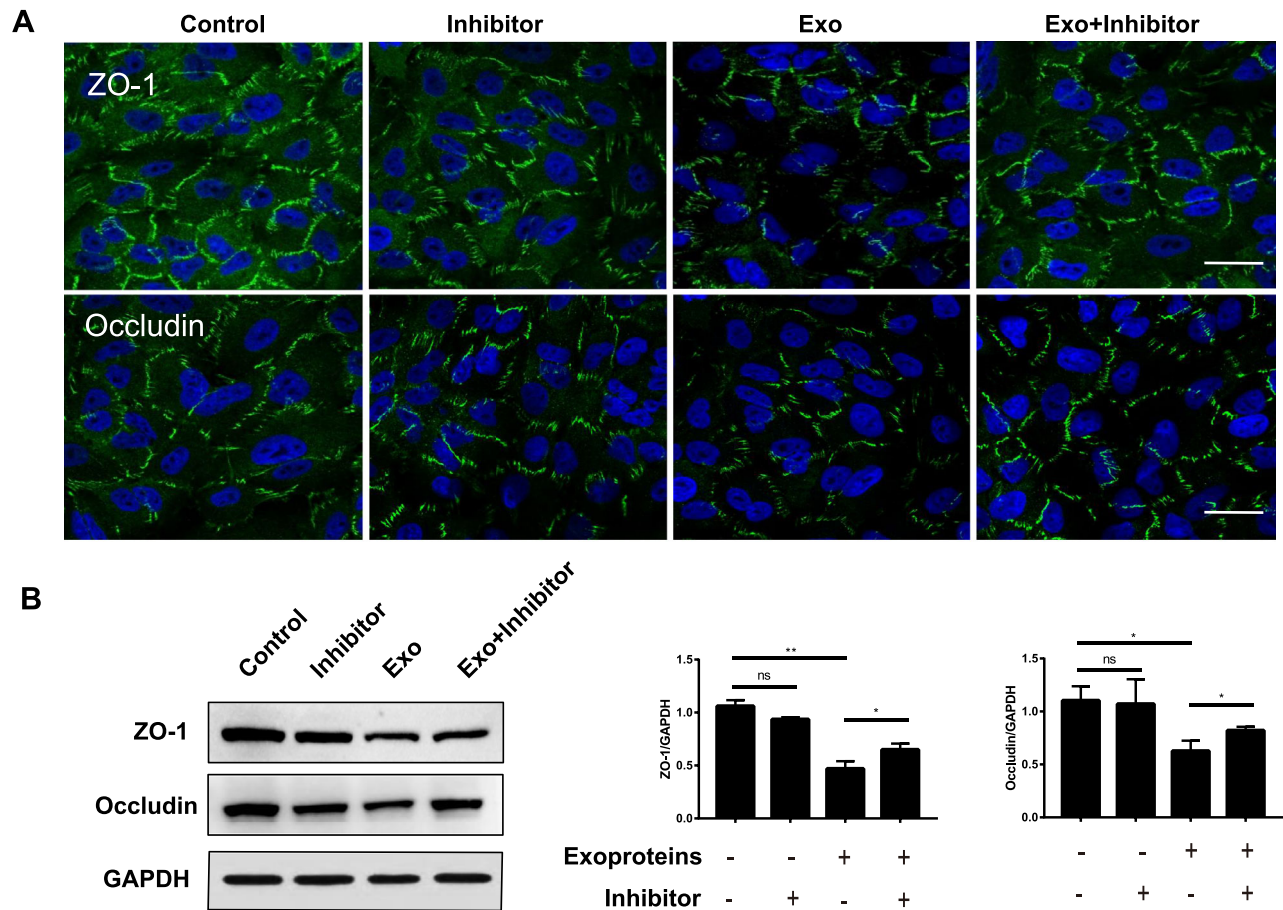 A
Control Inhibitor Exo Exo+Inhibitor
ZO-1
Occludin
B
Control Inhibitor Exo Exo+Inhibitor
ZO-1
Occludin
GAPDH
ZO-1/GAPDH
1.5
1.0
0.5
0.0
**
ns
*
Exoproteins - - + +
Inhibitor - + - +
Occludin/GAPDH
1.5
1.0
0.5
0.0
*
ns
*
- - + +
- + - +